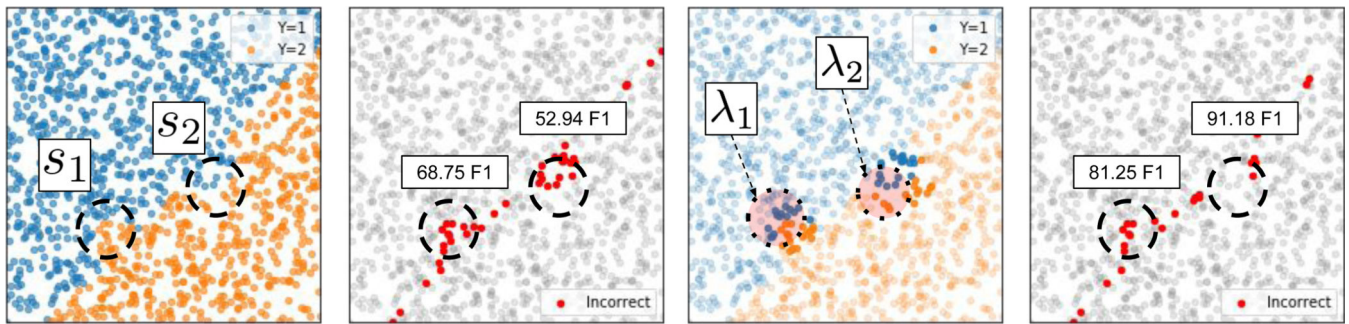 Y=1
Y=2
s₂
s₁
52.94 F1
68.75 F1
Incorrect
Y=1
Y=2
λ₂
λ₁
91.18 F1
81.25 F1
Incorrect